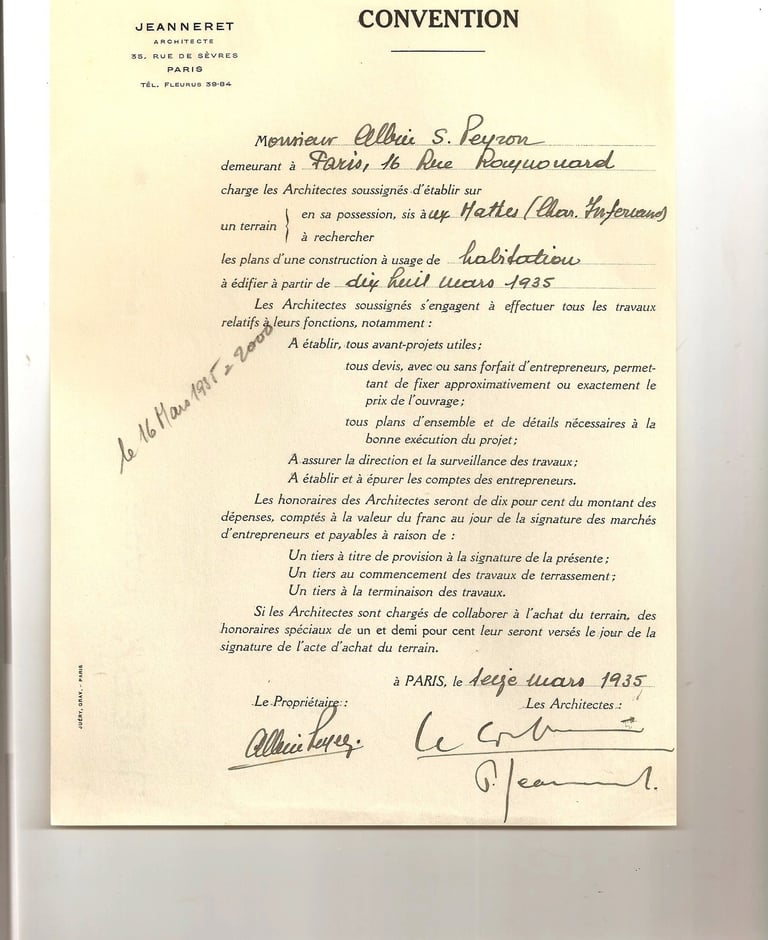 JEANNERET
ARCHITECTE
35, RUE DE SÈVRES
PARIS
TÉL. FLEURUS 39-84
CONVENTION
Monsieur Albin S. Peyron
demeurant à Paris, 16 Rue Raynouard
charge les Architectes soussignés d'établir sur
un terrain
en sa possession, sis à aux Mathes (Char. Inférieure)
à rechercher
les plans d'une construction à usage de habitation
à édifier à partir de dix huit mars 1935
Les Architectes soussignés s'engagent à effectuer tous les travaux
relatifs à leurs fonctions, notamment :
A établir, tous avant-projets utiles ;
tous devis, avec ou sans forfait d'entrepreneurs, permet-
tant de fixer approximativement ou exactement le
prix de l'ouvrage ;
tous plans d'ensemble et de détails nécessaires à la
bonne exécution du projet ;
A assurer la direction et la surveillance des travaux ;
A établir et à épurer les comptes des entrepreneurs.
le 16 Mars 1935 = 2000
Les honoraires des Architectes seront de dix pour cent du montant des
dépenses, comptés à la valeur du franc au jour de la signature des marchés
d'entrepreneurs et payables à raison de :
Un tiers à titre de provision à la signature de la présente ;
Un tiers au commencement des travaux de terrassement ;
Un tiers à la terminaison des travaux.
Si les Architectes sont chargés de collaborer à l'achat du terrain, des
honoraires spéciaux de un et demi pour cent leur seront versés le jour de la
signature de l'acte d'achat du terrain.
à PARIS, le seize mars 1935
Le Propriétaire :
Les Architectes :
Albin Peyron
Le Corbusier
P. Jeanneret.
JUÉRY, GRAV. - PARIS